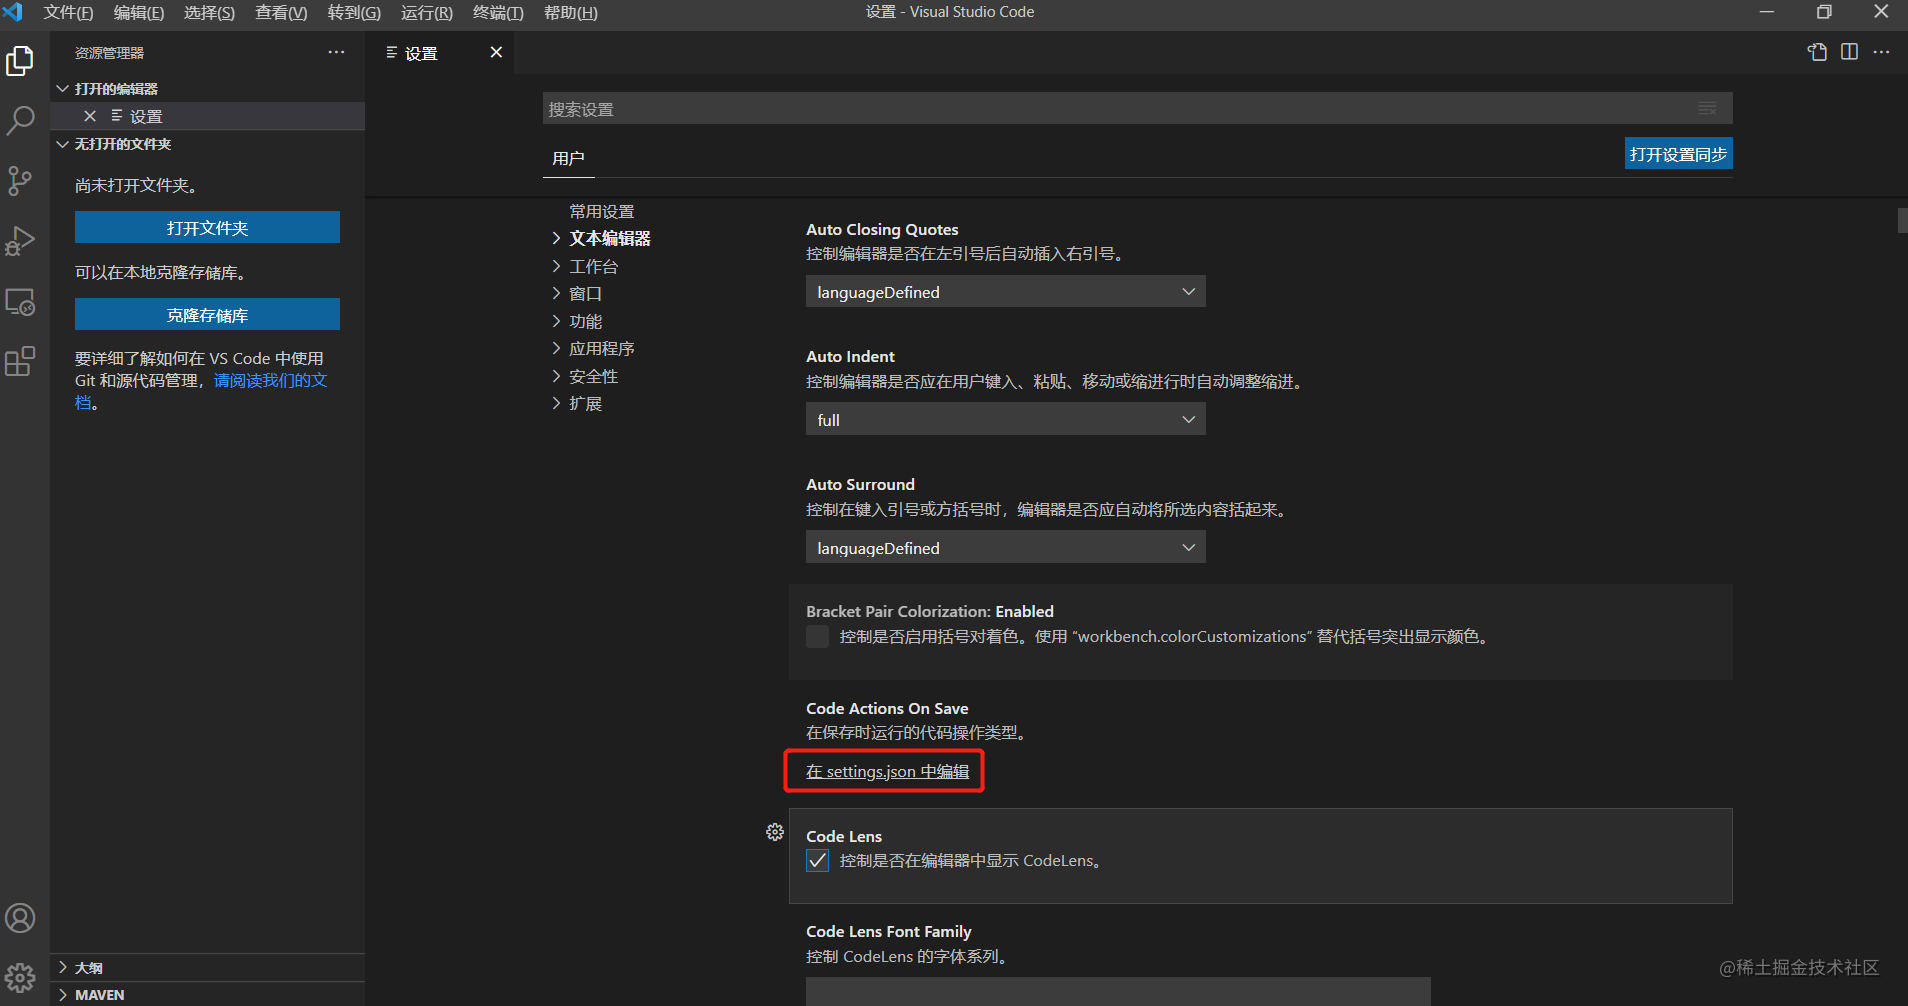 文件(F) 编辑(E) 选择(S) 查看(V) 转到(G) 运行(R) 终端(T) 帮助(H)
设置 - Visual Studio Code
资源管理器
打开的编辑器
设置
无打开的文件夹
尚未打开文件夹。
打开文件夹
可以在本地克隆存储库。
克隆存储库
要详细了解如何在 VS Code 中使用
Git 和源代码管理，请阅读我们的文
档。
大纲
MAVEN
设置
搜索设置
用户
打开设置同步
常用设置
文本编辑器
工作台
窗口
功能
应用程序
安全性
扩展
Auto Closing Quotes
控制编辑器是否在左引号后自动插入右引号。
languageDefined
Auto Indent
控制编辑器是否应在用户键入、粘贴、移动或缩进行时自动调整缩进。
full
Auto Surround
控制在键入引号或方括号时，编辑器是否应自动将所选内容括起来。
languageDefined
Bracket Pair Colorization: Enabled
控制是否启用括号对着色。使用 “workbench.colorCustomizations” 替代括号突出显示颜色。
Code Actions On Save
在保存时运行的代码操作类型。
在 settings.json 中编辑
Code Lens
控制是否在编辑器中显示 CodeLens。
Code Lens Font Family
控制 CodeLens 的字体系列。
@稀土掘金技术社区